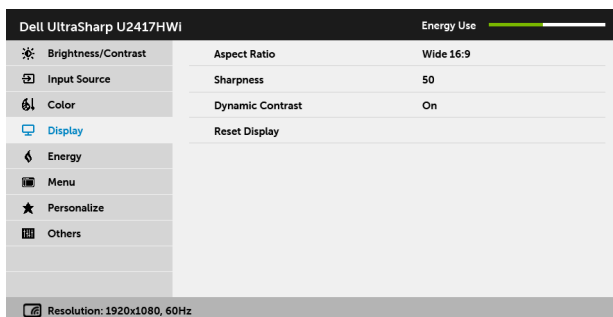 Dell UltraSharp U2417HWi Energy Use
Brightness/Contrast Aspect Ratio Wide 16:9
Input Source Sharpness 50
Color Dynamic Contrast On
Display Reset Display
Energy
Menu
Personalize
Others
Resolution: 1920x1080, 60Hz